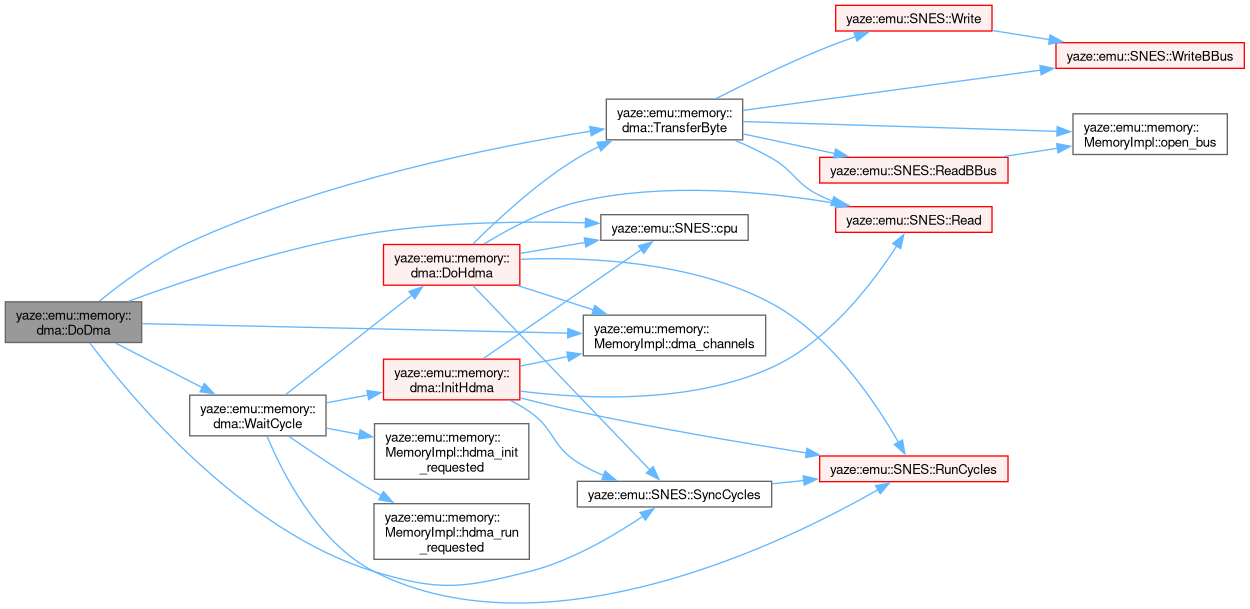 yaze::emu::SNES::Write
yaze::emu::SNES::WriteBBus
yaze::emu::memory::
dma::TransferByte
yaze::emu::memory::
MemoryImpl::open_bus
yaze::emu::SNES::ReadBBus
yaze::emu::SNES::Read
yaze::emu::SNES::cpu
yaze::emu::memory::
dma::DoHdma
yaze::emu::memory::
dma::DoDma
yaze::emu::memory::
MemoryImpl::dma_channels
yaze::emu::memory::
dma::InitHdma
yaze::emu::memory::
dma::WaitCycle
yaze::emu::memory::
MemoryImpl::hdma_init
_requested
yaze::emu::SNES::RunCycles
yaze::emu::SNES::SyncCycles
yaze::emu::memory::
MemoryImpl::hdma_run
_requested